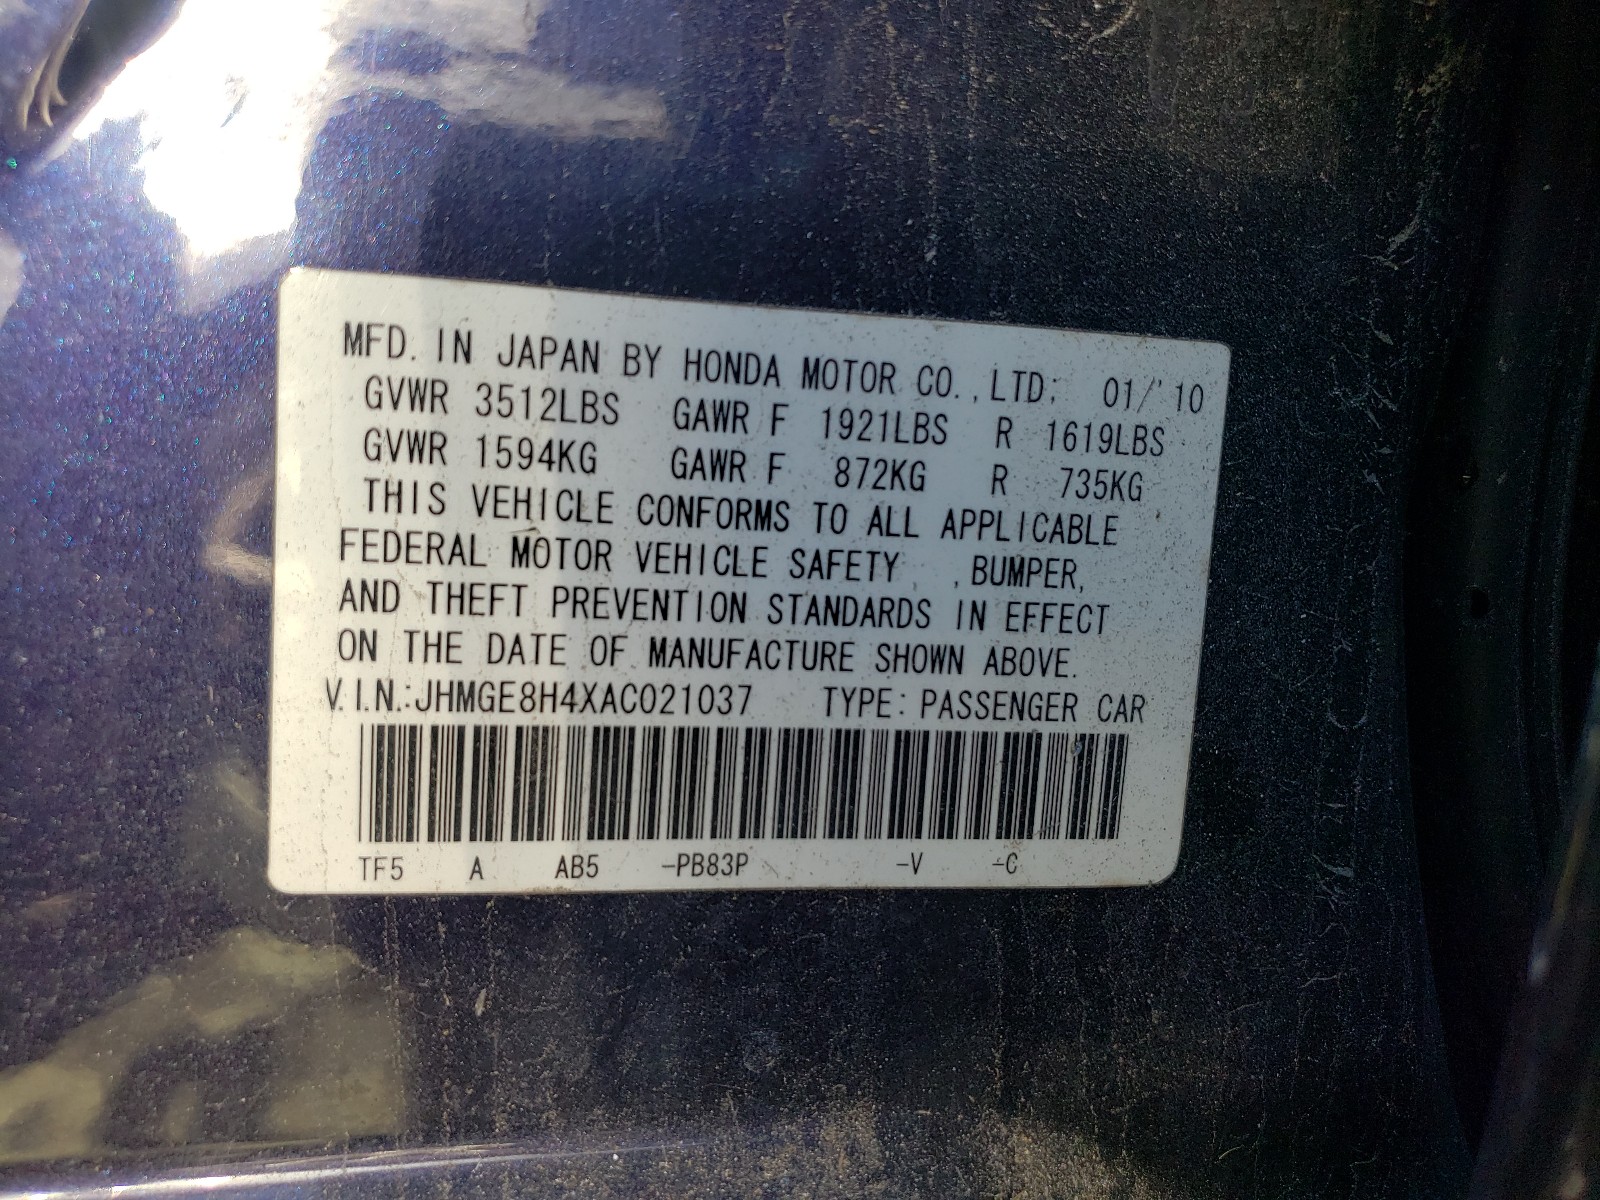 MFD. IN JAPAN BY HONDA MOTOR CO., LTD. 01/'10
GVWR 3512LBS GAWR F 1921LBS R 1619LBS
GVWR 1594KG GAWR F 872KG R 735KG
THIS VEHICLE CONFORMS TO ALL APPLICABLE
FEDERAL MOTOR VEHICLE SAFETY , BUMPER,
AND THEFT PREVENTION STANDARDS IN EFFECT
ON THE DATE OF MANUFACTURE SHOWN ABOVE.
V.I.N.:JHMGE8H4XAC021037 TYPE: PASSENGER CAR
TF5 A AB5 -PB83P -V -C